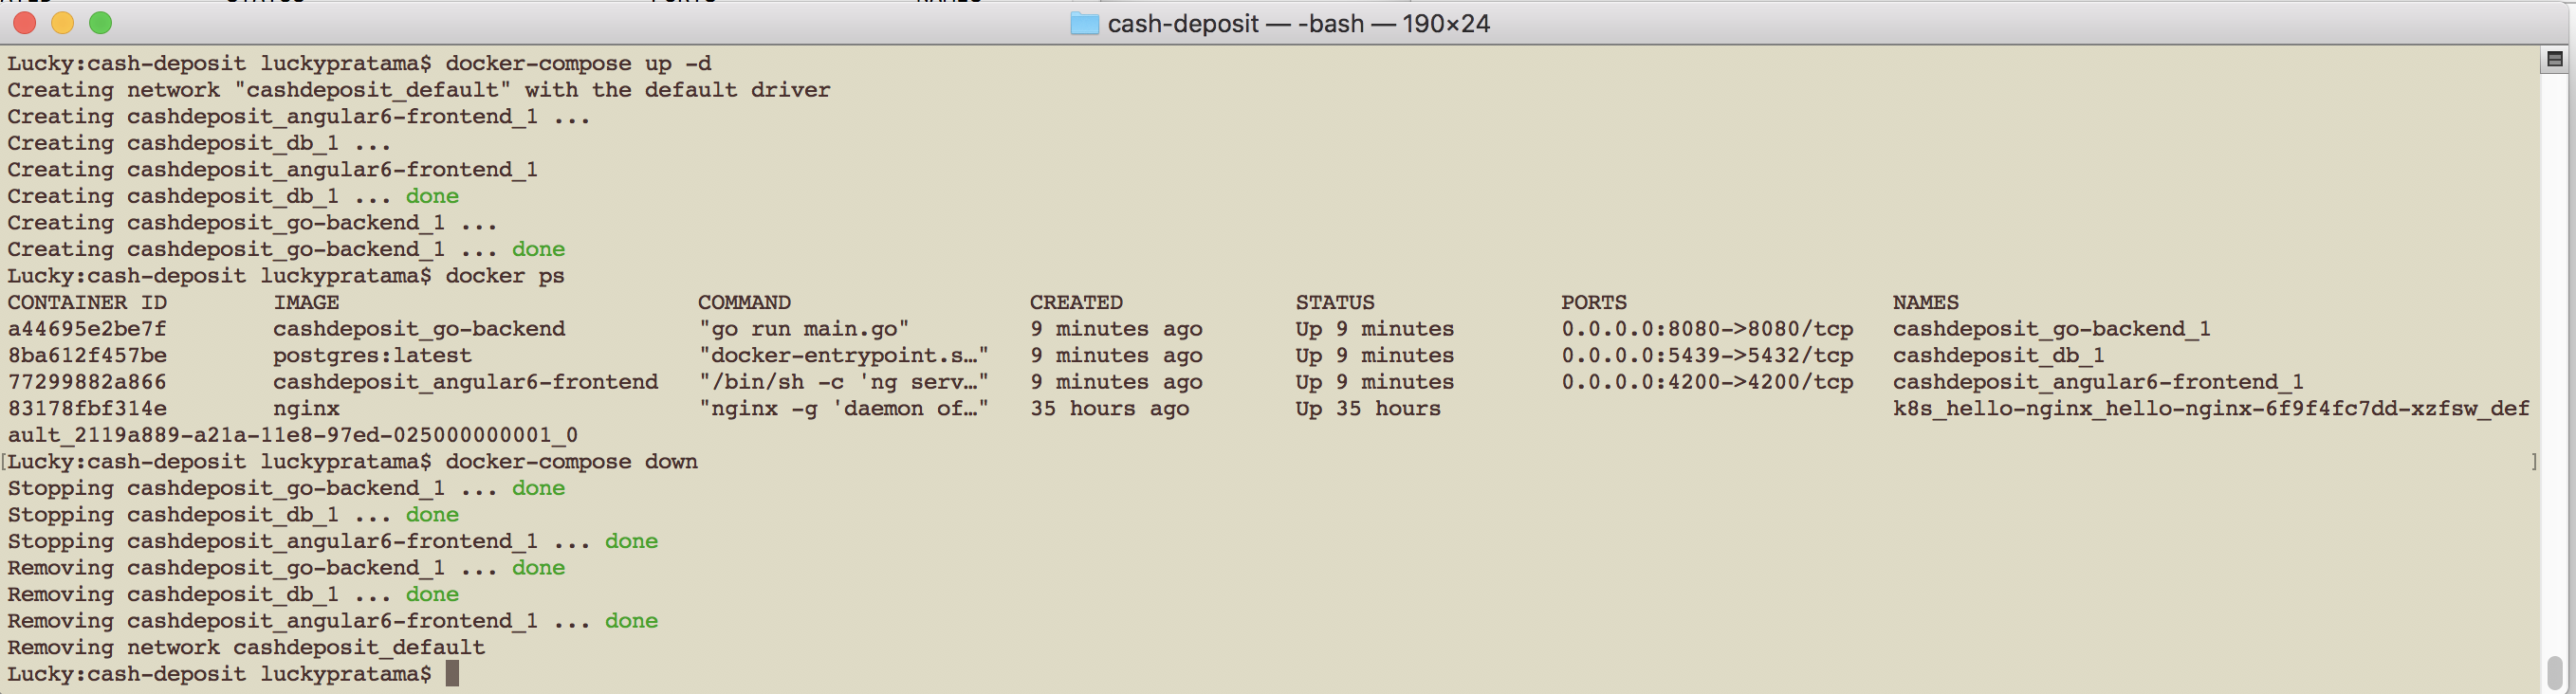 cash-deposit — -bash — 190×24
Lucky:cash-deposit luckypratama$ docker-compose up -d
Creating network "cashdeposit_default" with the default driver
Creating cashdeposit_angular6-frontend_1 ...
Creating cashdeposit_db_1 ...
Creating cashdeposit_angular6-frontend_1
Creating cashdeposit_db_1 ... done
Creating cashdeposit_go-backend_1 ...
Creating cashdeposit_go-backend_1 ... done
Lucky:cash-deposit luckypratama$ docker ps
CONTAINER ID        IMAGE                           COMMAND                  CREATED             STATUS              PORTS                    NAMES
a44695e2be7f        cashdeposit_go-backend          "go run main.go"         9 minutes ago       Up 9 minutes        0.0.0.0:8080->8080/tcp   cashdeposit_go-backend_1
8ba612f457be        postgres:latest                 "docker-entrypoint.s…"   9 minutes ago       Up 9 minutes        0.0.0.0:5439->5432/tcp   cashdeposit_db_1
77299882a866        cashdeposit_angular6-frontend   "/bin/sh -c 'ng serv…"   9 minutes ago       Up 9 minutes        0.0.0.0:4200->4200/tcp   cashdeposit_angular6-frontend_1
83178fbf314e        nginx                           "nginx -g 'daemon of…"   35 hours ago        Up 35 hours                                  k8s_hello-nginx_hello-nginx-6f9f4fc7dd-xzfsw_def
ault_2119a889-a21a-11e8-97ed-025000000001_0
[Lucky:cash-deposit luckypratama$ docker-compose down ]
Stopping cashdeposit_go-backend_1 ... done
Stopping cashdeposit_db_1 ... done
Stopping cashdeposit_angular6-frontend_1 ... done
Removing cashdeposit_go-backend_1 ... done
Removing cashdeposit_db_1 ... done
Removing cashdeposit_angular6-frontend_1 ... done
Removing network cashdeposit_default
Lucky:cash-deposit luckypratama$